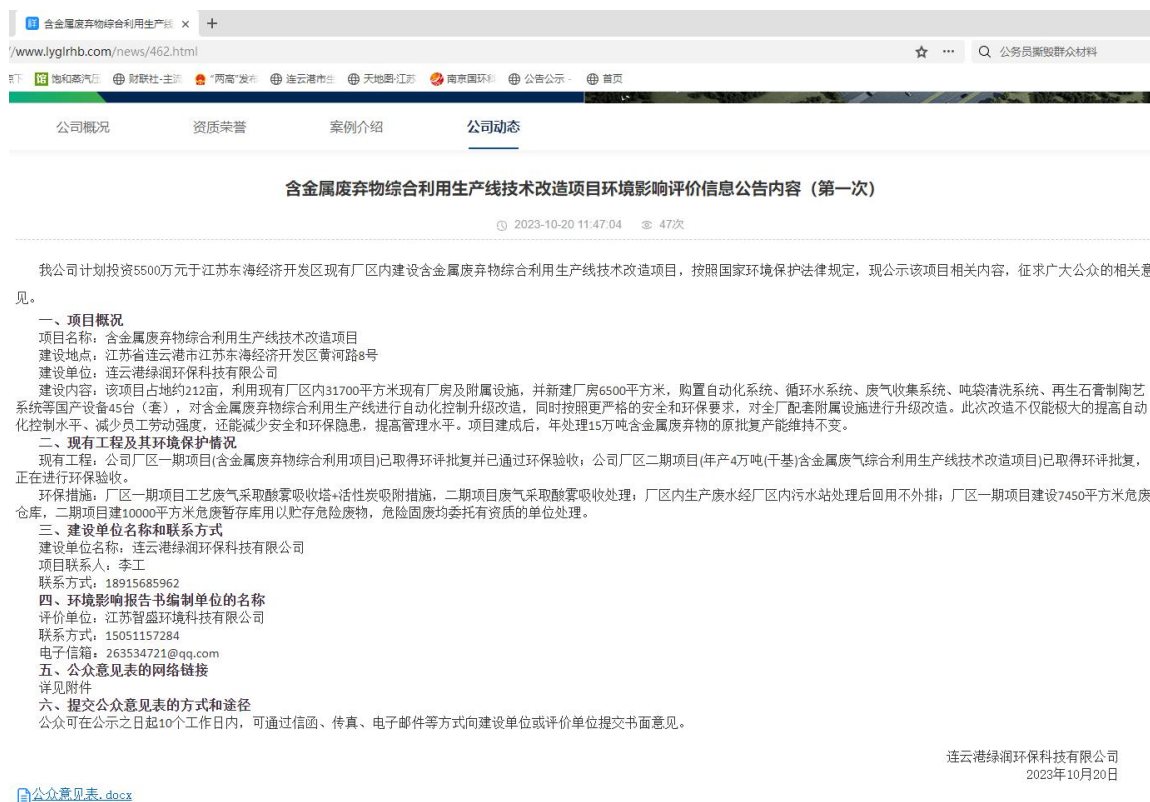 含金属废弃物综合利用生产线
/www.lyglrhb.com/news/462.html
公务员撕毁群众材料
饱和蒸汽压 财联社-主流 "两高"发布 连云港市生 天地图·江苏 南京国环科 公告公示 - 首页
公司概况 资质荣誉 案例介绍 公司动态
含金属废弃物综合利用生产线技术改造项目环境影响评价信息公告内容（第一次）
2023-10-20 11:47:04 47次
我公司计划投资5500万元于江苏东海经济开发区现有厂区内建设含金属废弃物综合利用生产线技术改造项目，按照国家环境保护法律规定，现公示该项目相关内容，征求广大公众的相关意
见。
一、项目概况
项目名称：含金属废弃物综合利用生产线技术改造项目
建设地点：江苏省连云港市江苏东海经济开发区黄河路8号
建设单位：连云港绿润环保科技有限公司
建设内容：该项目占地约212亩，利用现有厂区内31700平方米现有厂房及附属设施，并新建厂房6500平方米，购置自动化系统、循环水系统、废气收集系统、吨袋清洗系统、再生石膏制陶艺
系统等国产设备45台（套），对含金属废弃物综合利用生产线进行自动化控制升级改造，同时按照更严格的安全和环保要求，对全厂配套附属设施进行升级改造。此次改造不仅能极大的提高自动
化控制水平、减少员工劳动强度，还能减少安全和环保隐患，提高管理水平。项目建成后，年处理15万吨含金属废弃物的原批复产能维持不变。
二、现有工程及其环境保护情况
现有工程：公司厂区一期项目(含金属废弃物综合利用项目)已取得环评批复并已通过环保验收；公司厂区二期项目(年产4万吨(干基)含金属废气综合利用生产线技术改造项目)已取得环评批复，
正在进行环保验收。
环保措施：厂区一期项目工艺废气采取酸雾吸收塔+活性炭吸附措施，二期项目废气采取酸雾吸收处理；厂区内生产废水经厂区内污水站处理后回用不外排；厂区一期项目建设7450平方米危废
仓库，二期项目建10000平方米危废暂存库用以贮存危险废物，危险固废均委托有资质的单位处理。
三、建设单位名称和联系方式
建设单位名称：连云港绿润环保科技有限公司
项目联系人：李工
联系方式：18915685962
四、环境影响报告书编制单位的名称
评价单位：江苏智盛环境科技有限公司
联系方式：15051157284
电子信箱：263534721@qq.com
五、公众意见表的网络链接
详见附件
六、提交公众意见表的方式和途径
公众可在公示之日起10个工作日内，可通过信函、传真、电子邮件等方式向建设单位或评价单位提交书面意见。
连云港绿润环保科技有限公司
2023年10月20日
公众意见表.docx